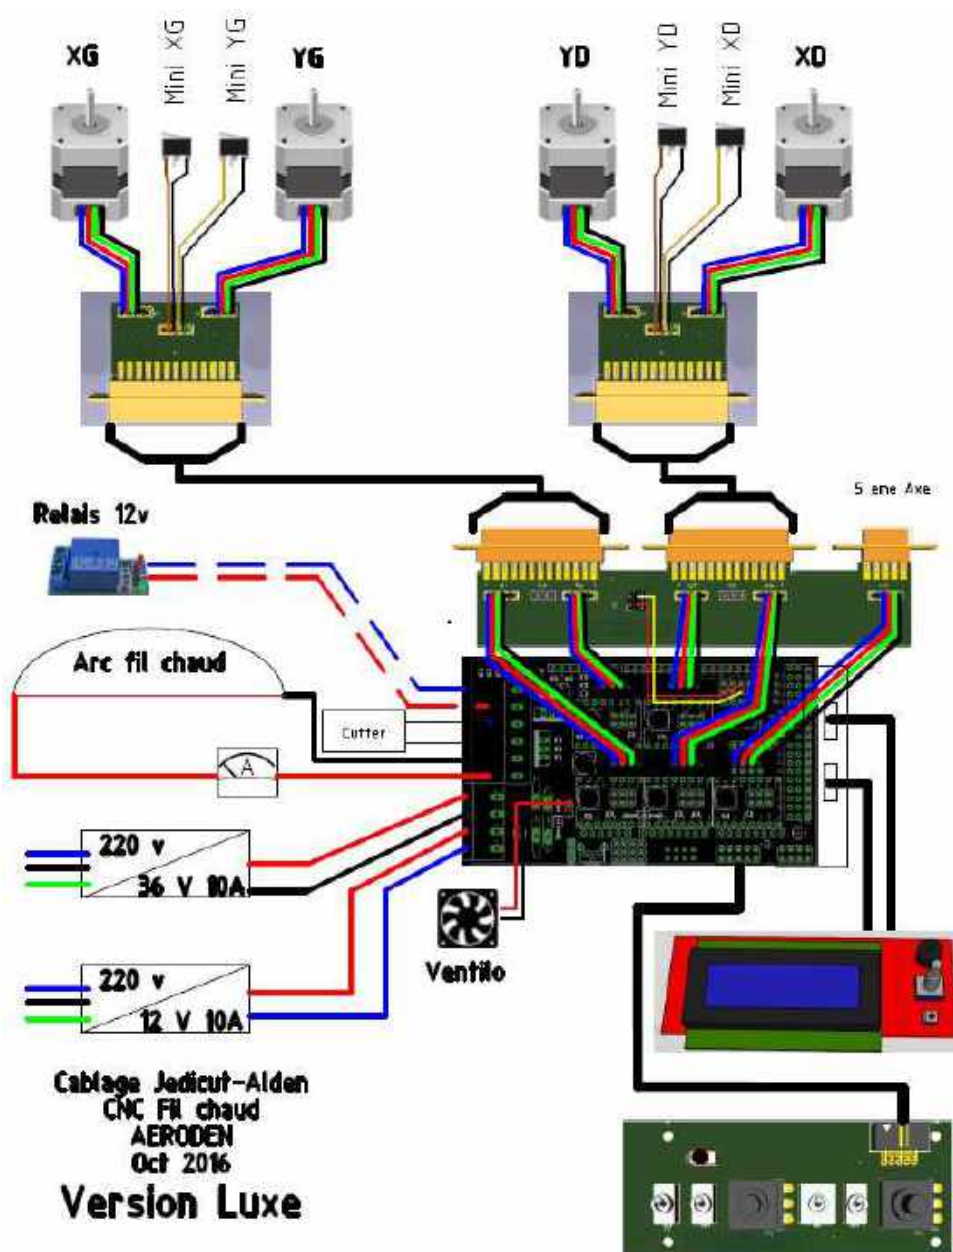 XG
Mini XG
Mini YG
YG
YD
Mini YD
Mini XD
XD
5 eme Axe
Relais 12v
Arc fil chaud
Cutter
A
220 v
36 V 10A
Ventilo
220 v
12 V 10A
Cablage Jedicut-Alden
CNC Fil chaud
AERODEN
Oct 2016
Version Luxe